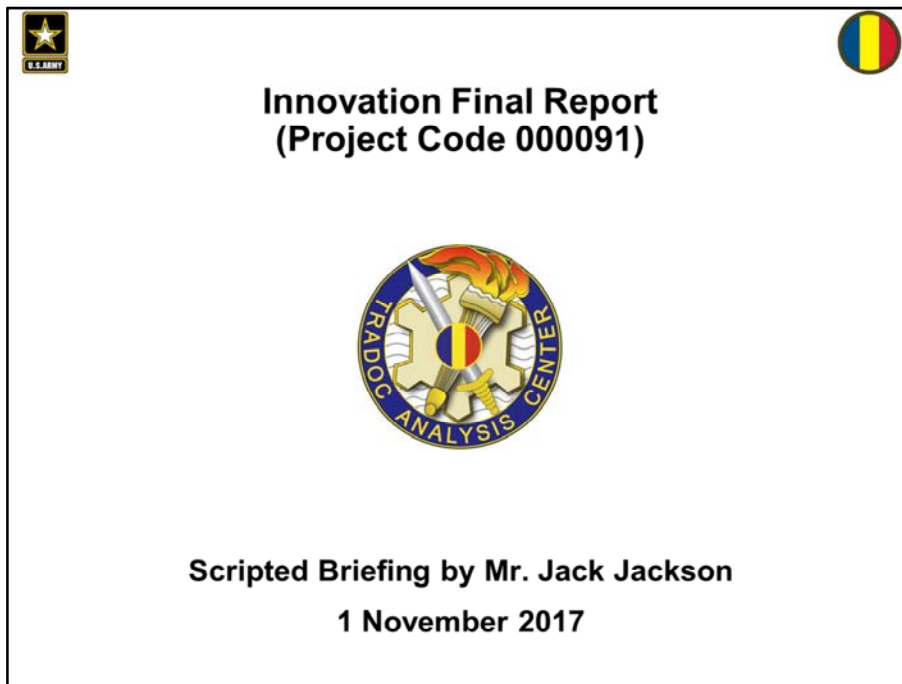 U.S.ARMY
Innovation Final Report
(Project Code 000091)
TRADOC ANALYSIS CENTER
Scripted Briefing by Mr. Jack Jackson
1 November 2017